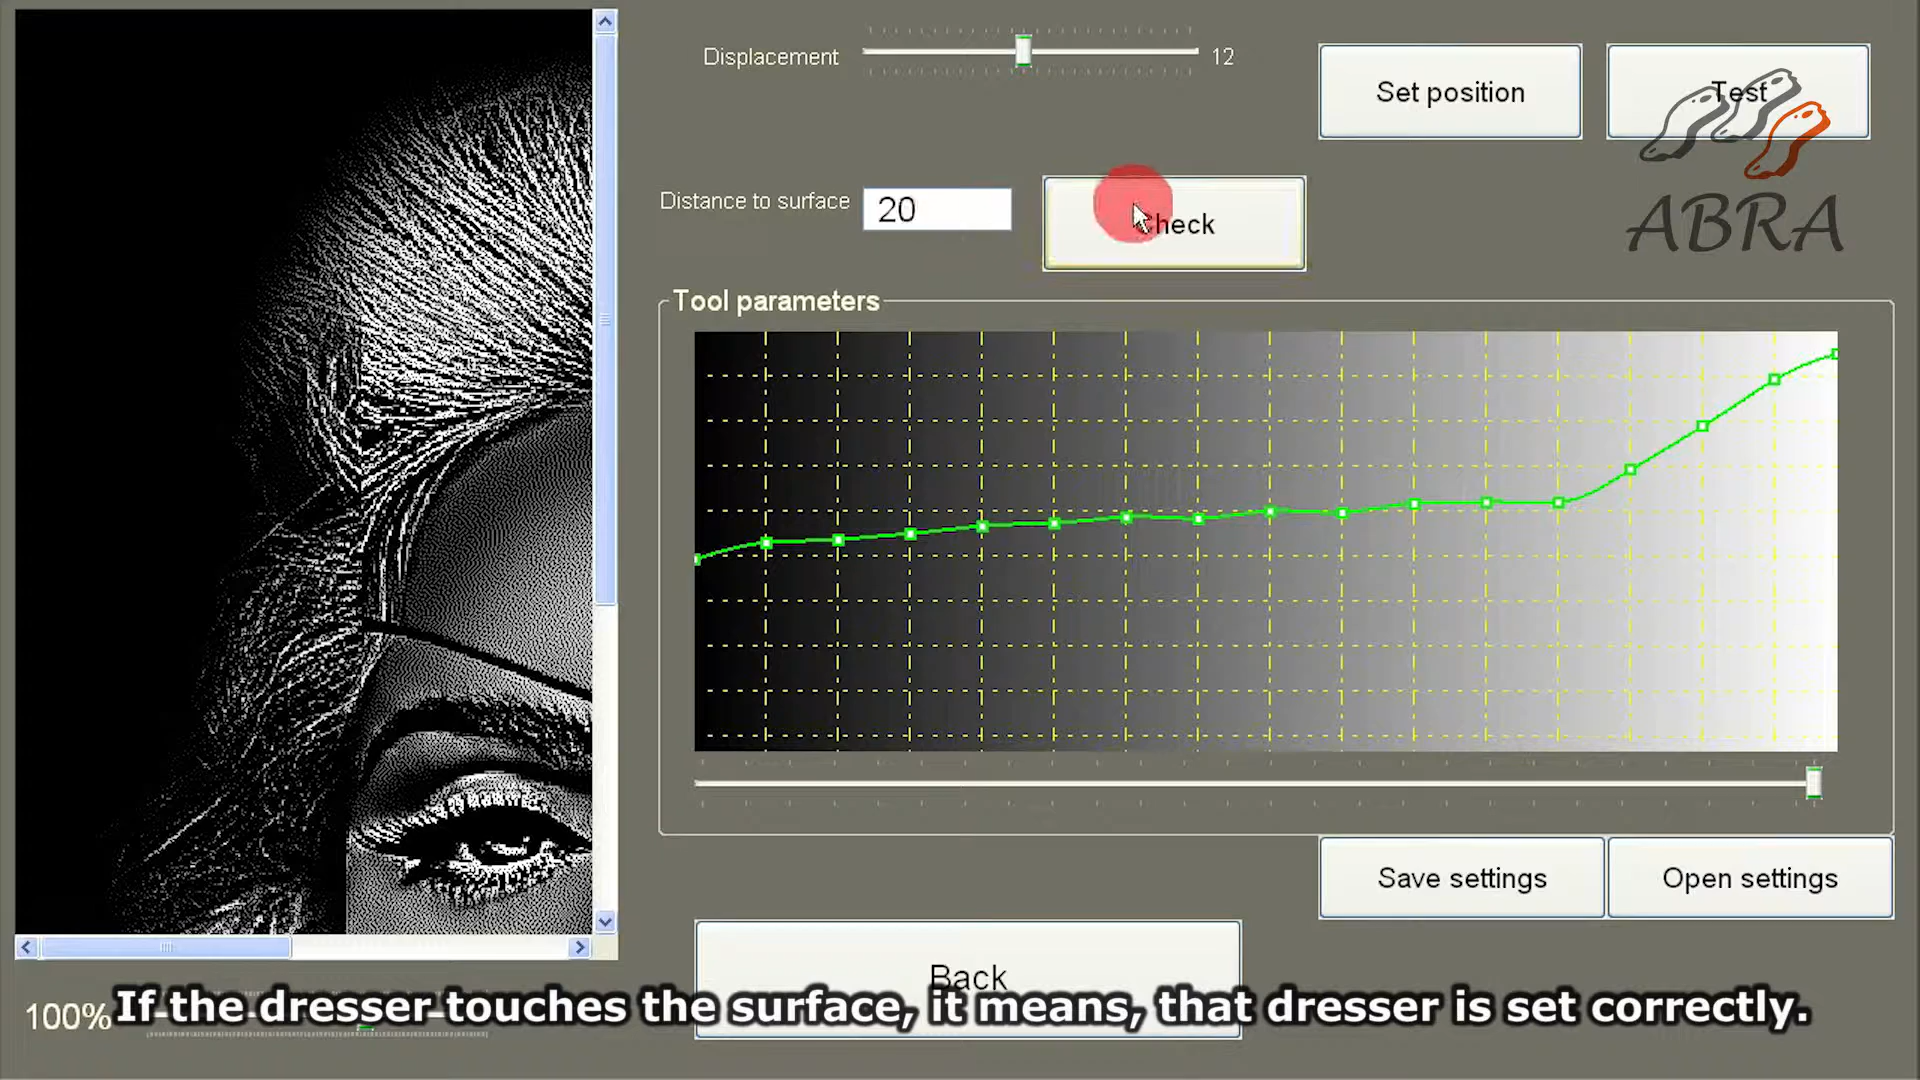 Displacement
12
Set position
Test
Distance to surface
20
Check
ABRA
Tool parameters
Save settings
Open settings
Back
100%
If the dresser touches the surface, it means, that dresser is set correctly.